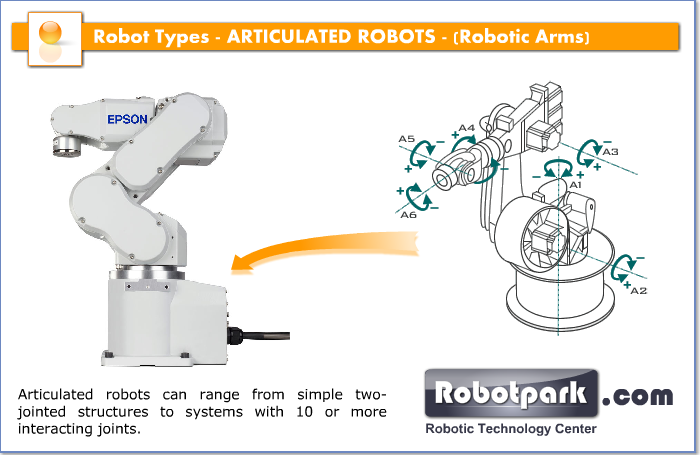 Robot Types - ARTICULATED ROBOTS - (Robotic Arms)
EPSON
A5
A4
A3
A1
A6
A2
+
-
+
-
+
-
+
-
+
-
+
-
Articulated robots can range from simple two-
jointed structures to systems with 10 or more
interacting joints.
Robotpark .com
Robotic Technology Center